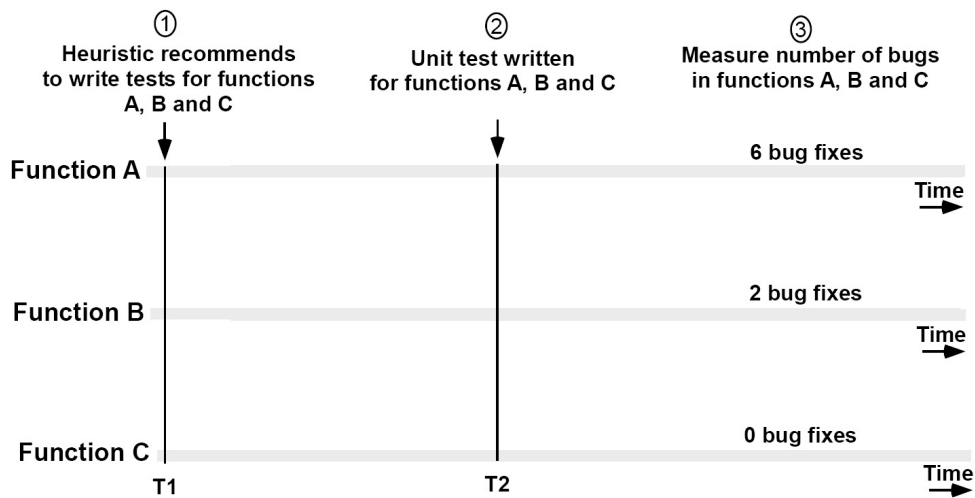 ①
Heuristic recommends
to write tests for functions
A, B and C
②
Unit test written
for functions A, B and C
③
Measure number of bugs
in functions A, B and C
Function A
6 bug fixes
Time
Function B
2 bug fixes
Time
Function C
0 bug fixes
Time
T1
T2